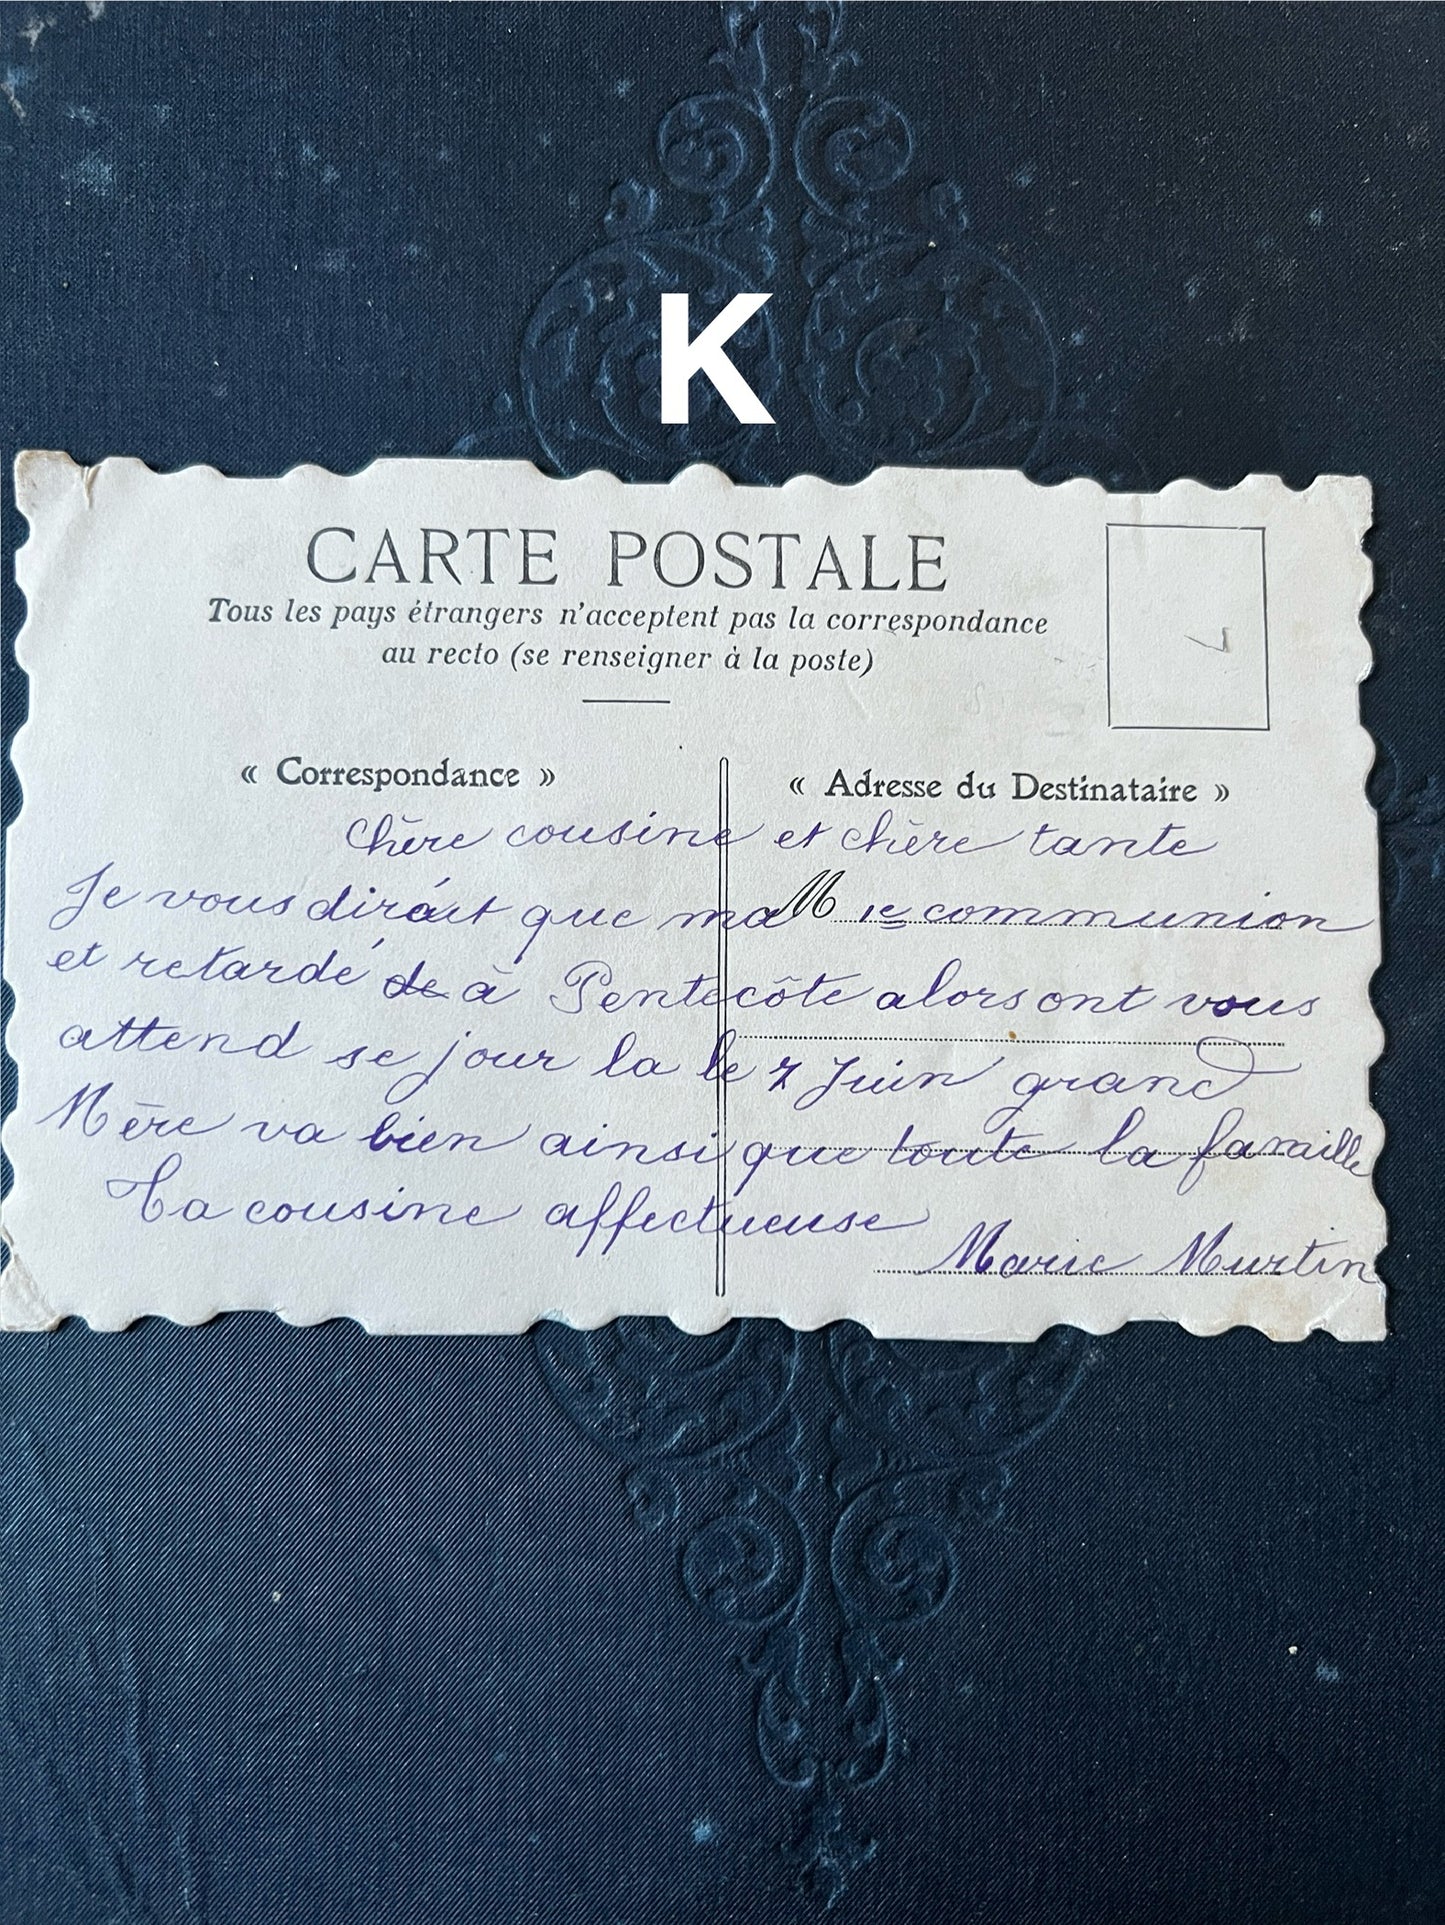 K
CARTE POSTALE
Tous les pays étrangers n'acceptent pas la correspondance
au recto (se renseigner à la poste)
« Correspondance »
« Adresse du Destinataire »
Chère cousine et chère tante
Je vous dirait que ma M 1e communion
et retardé de à Pentecôte alors ont vous
attend se jour la le 7 Juin grand
Mère va bien ainsi que toute la famille
Ta cousine affectueuse
Marie Murtin